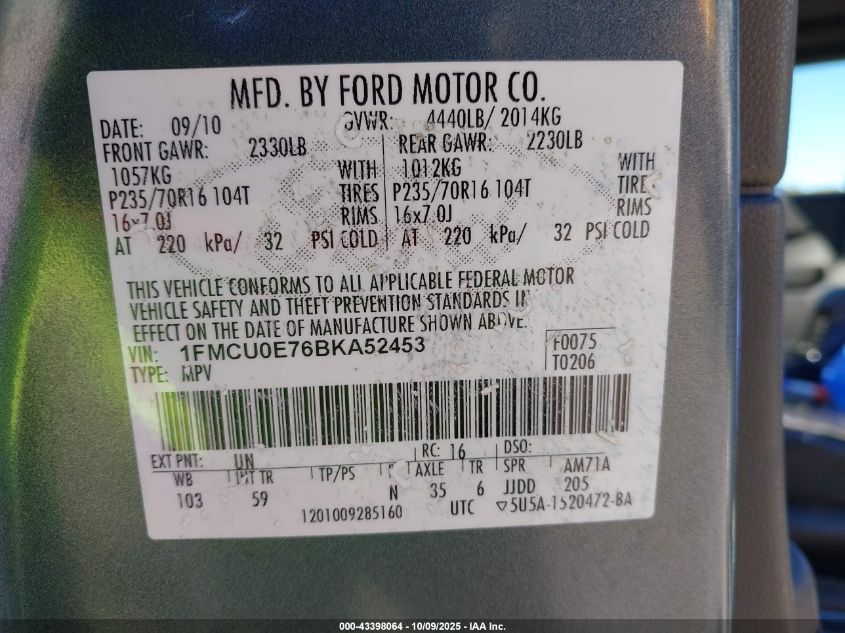 MFD. BY FORD MOTOR CO.
DATE: 09/10 GVWR: 4440LB/ 2014KG
FRONT GAWR: 2330LB REAR GAWR: 2230LB
1057KG WITH 1012KG WITH
P235/70R16 104T TIRES P235/70R16 104T TIRE
16x7.0J RIMS 16x7.0J RIMS
AT 220 kPa/ 32 PSI COLD AT 220 kPa/ 32 PSI COLD
THIS VEHICLE CONFORMS TO ALL APPLICABLE FEDERAL MOTOR
VEHICLE SAFETY AND THEFT PREVENTION STANDARDS IN
EFFECT ON THE DATE OF MANUFACTURE SHOWN ABOVE.
VIN: 1FMCU0E76BKA52453 F0075
TYPE: MPV T0206
EXT PNT: UN RC: 16 DSO:
WB INT TR TP/PS R AXLE TR SPR AM71A
103 59 N 35 6 JJDD 205
1201009285160 UTC ▽5U5A-1520472-BA
000-43398064 - 10/09/2025 - IAA Inc.